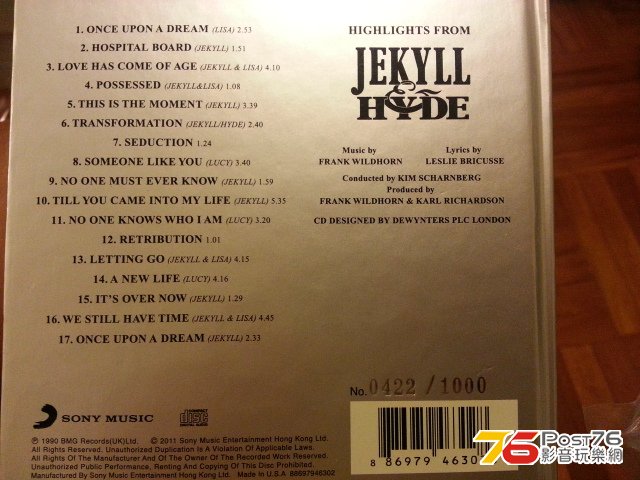 1. ONCE UPON A DREAM (LISA) 2.53
2. HOSPITAL BOARD (JEKYLL) 1.51
3. LOVE HAS COME OF AGE (JEKYLL & LISA) 4.10
4. POSSESSED (JEKYLL&LISA) 1.08
5. THIS IS THE MOMENT (JEKYLL) 3.39
6. TRANSFORMATION (JEKYLL/HYDE) 2.40
7. SEDUCTION 1.24
8. SOMEONE LIKE YOU (LUCY) 3.40
9. NO ONE MUST EVER KNOW (JEKYLL) 1.59
10. TILL YOU CAME INTO MY LIFE (JEKYLL) 5.35
11. NO ONE KNOWS WHO I AM (LUCY) 3.20
12. RETRIBUTION 1.01
13. LETTING GO (JEKYLL & LISA) 4.15
14. A NEW LIFE (LUCY) 4.16
15. IT'S OVER NOW (JEKYLL) 1.29
16. WE STILL HAVE TIME (JEKYLL & LISA) 4.45
17. ONCE UPON A DREAM (JEKYLL) 2.33
HIGHLIGHTS FROM
JEKYLL
&
HYDE
Music by
FRANK WILDHORN
Lyrics by
LESLIE BRICUSSE
Conducted by KIM SCHARNBERG
Produced by
FRANK WILDHORN & KARL RICHARDSON
CD DESIGNED BY DEWYNTERS PLC LONDON
No. 0422 / 1000
SONY MUSIC
COMPACT
disc
DIGITAL AUDIO
℗ 1990 BMG Records(UK)Ltd. © 2011 Sony Music Entertainment Hong Kong Ltd.
All Rights Reserved. Unauthorized Duplication Is A Violation Of Applicable Laws.
All Rights Of The Manufacturer And Of The Owner Of The Recorded Work Reserved.
Unauthorized Public Performance, Renting And Copying Of This Disc Prohibited.
Manufactured By Sony Music Entertainment Hong Kong Ltd. Made In U.S.A 88697946302
8 86979 4630
76 Post76
影音玩樂網